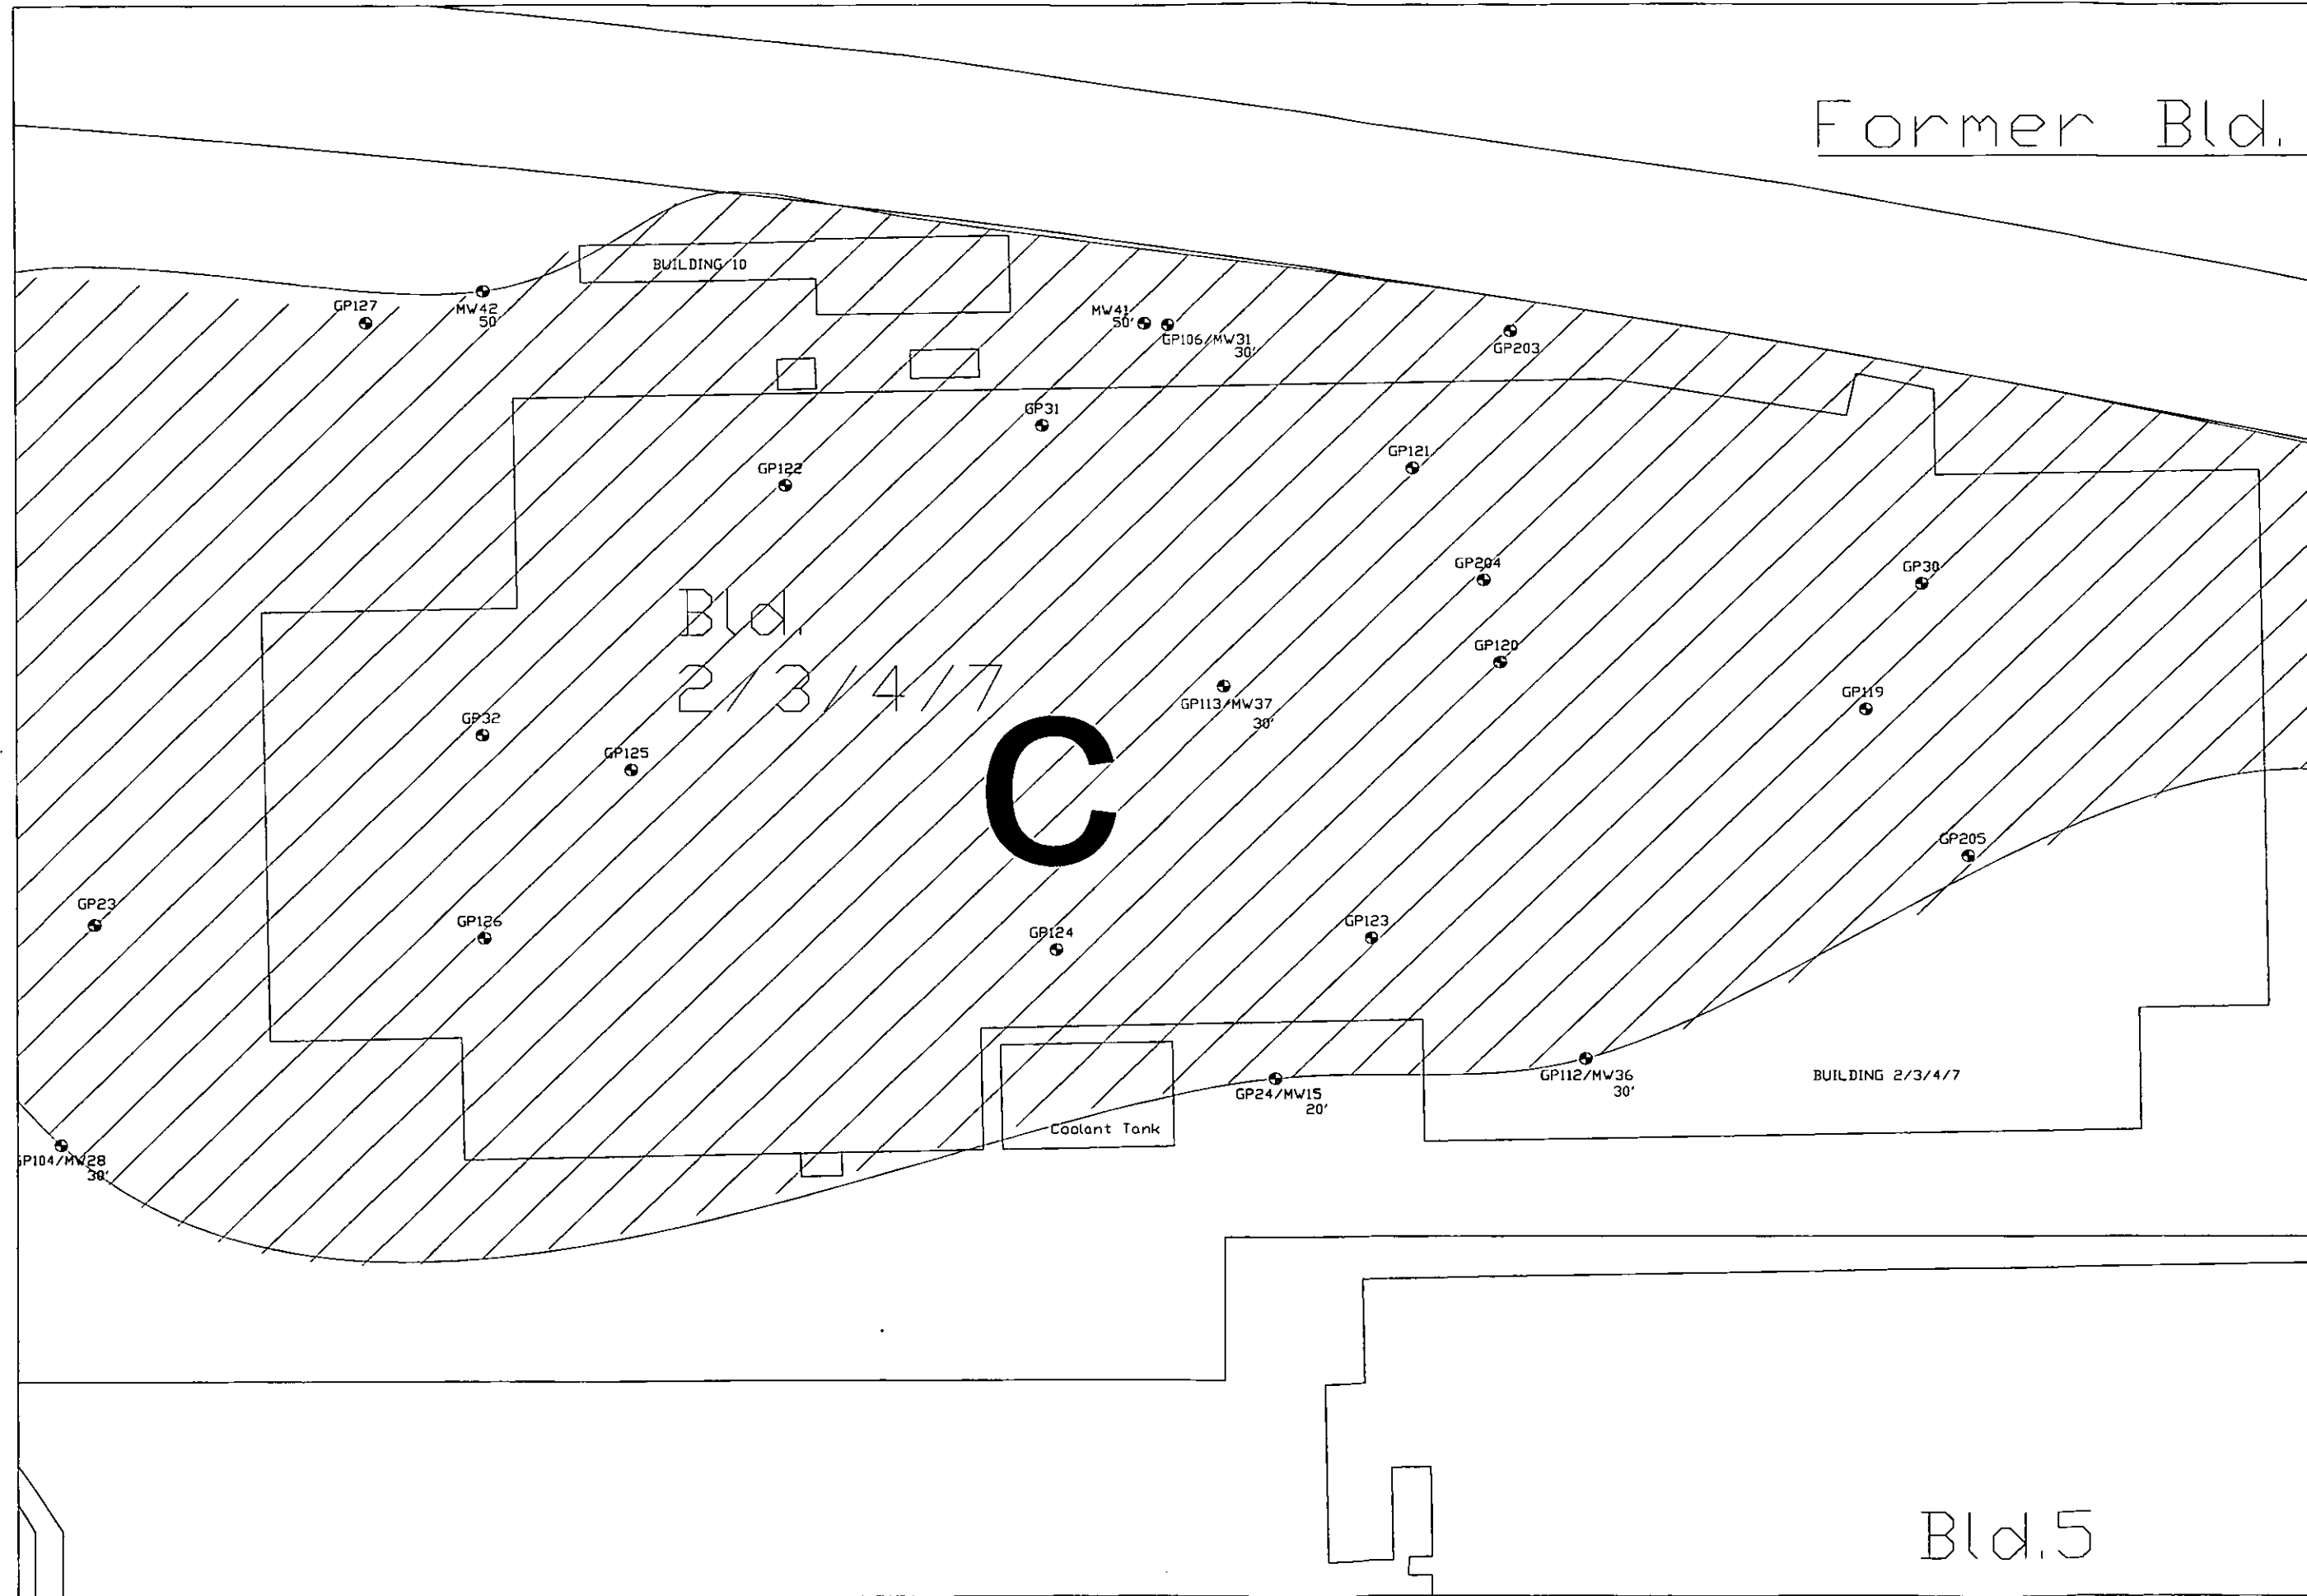 Former Bld.
BUILDING 10
GP127
MW42
50'
MW41
50'
GP106/MW31
30'
GP203
GP31
GP122
GP121
GP204
GP30
Bld.
2/3/4/7
GP120
GP113/MW37
30'
GP119
GP32
GP125
C
GP205
GP23
GP126
GP124
GP123
GP24/MW15
20'
GP112/MW36
30'
BUILDING 2/3/4/7
Coolant Tank
GP104/MW28
30'
Bld.5